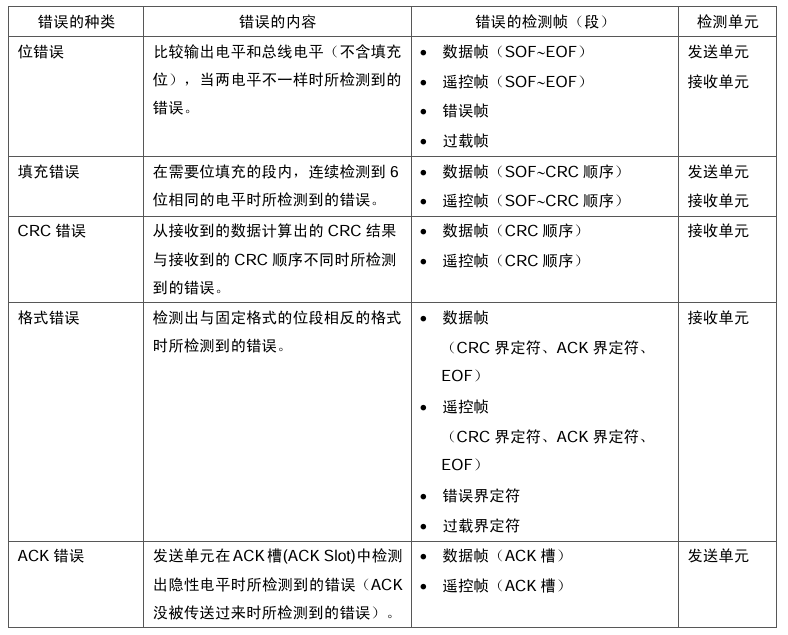 错误的种类 错误的内容 错误的检测帧（段） 检测单元
位错误
比较输出电平和总线电平（不含填充
位），当两电平不一样时所检测到的
错误。
● 数据帧（SOF~EOF）
● 遥控帧（SOF~EOF）
● 错误帧
● 过载帧
发送单元
接收单元
填充错误
在需要位填充的段内，连续检测到 6
位相同的电平时所检测到的错误。
● 数据帧（SOF~CRC 顺序）
● 遥控帧（SOF~CRC 顺序）
发送单元
接收单元
CRC 错误
从接收到的数据计算出的 CRC 结果
与接收到的 CRC 顺序不同时所检测
到的错误。
● 数据帧（CRC 顺序）
● 遥控帧（CRC 顺序）
接收单元
格式错误
检测出与固定格式的位段相反的格式
时所检测到的错误。
● 数据帧
（CRC 界定符、ACK 界定符、
EOF）
● 遥控帧
（CRC 界定符、ACK 界定符、
EOF）
● 错误界定符
● 过载界定符
接收单元
ACK 错误
发送单元在 ACK 槽(ACK Slot)中检测
出隐性电平时所检测到的错误（ACK
没被传送过来时所检测到的错误）。
● 数据帧（ACK 槽）
● 遥控帧（ACK 槽）
发送单元